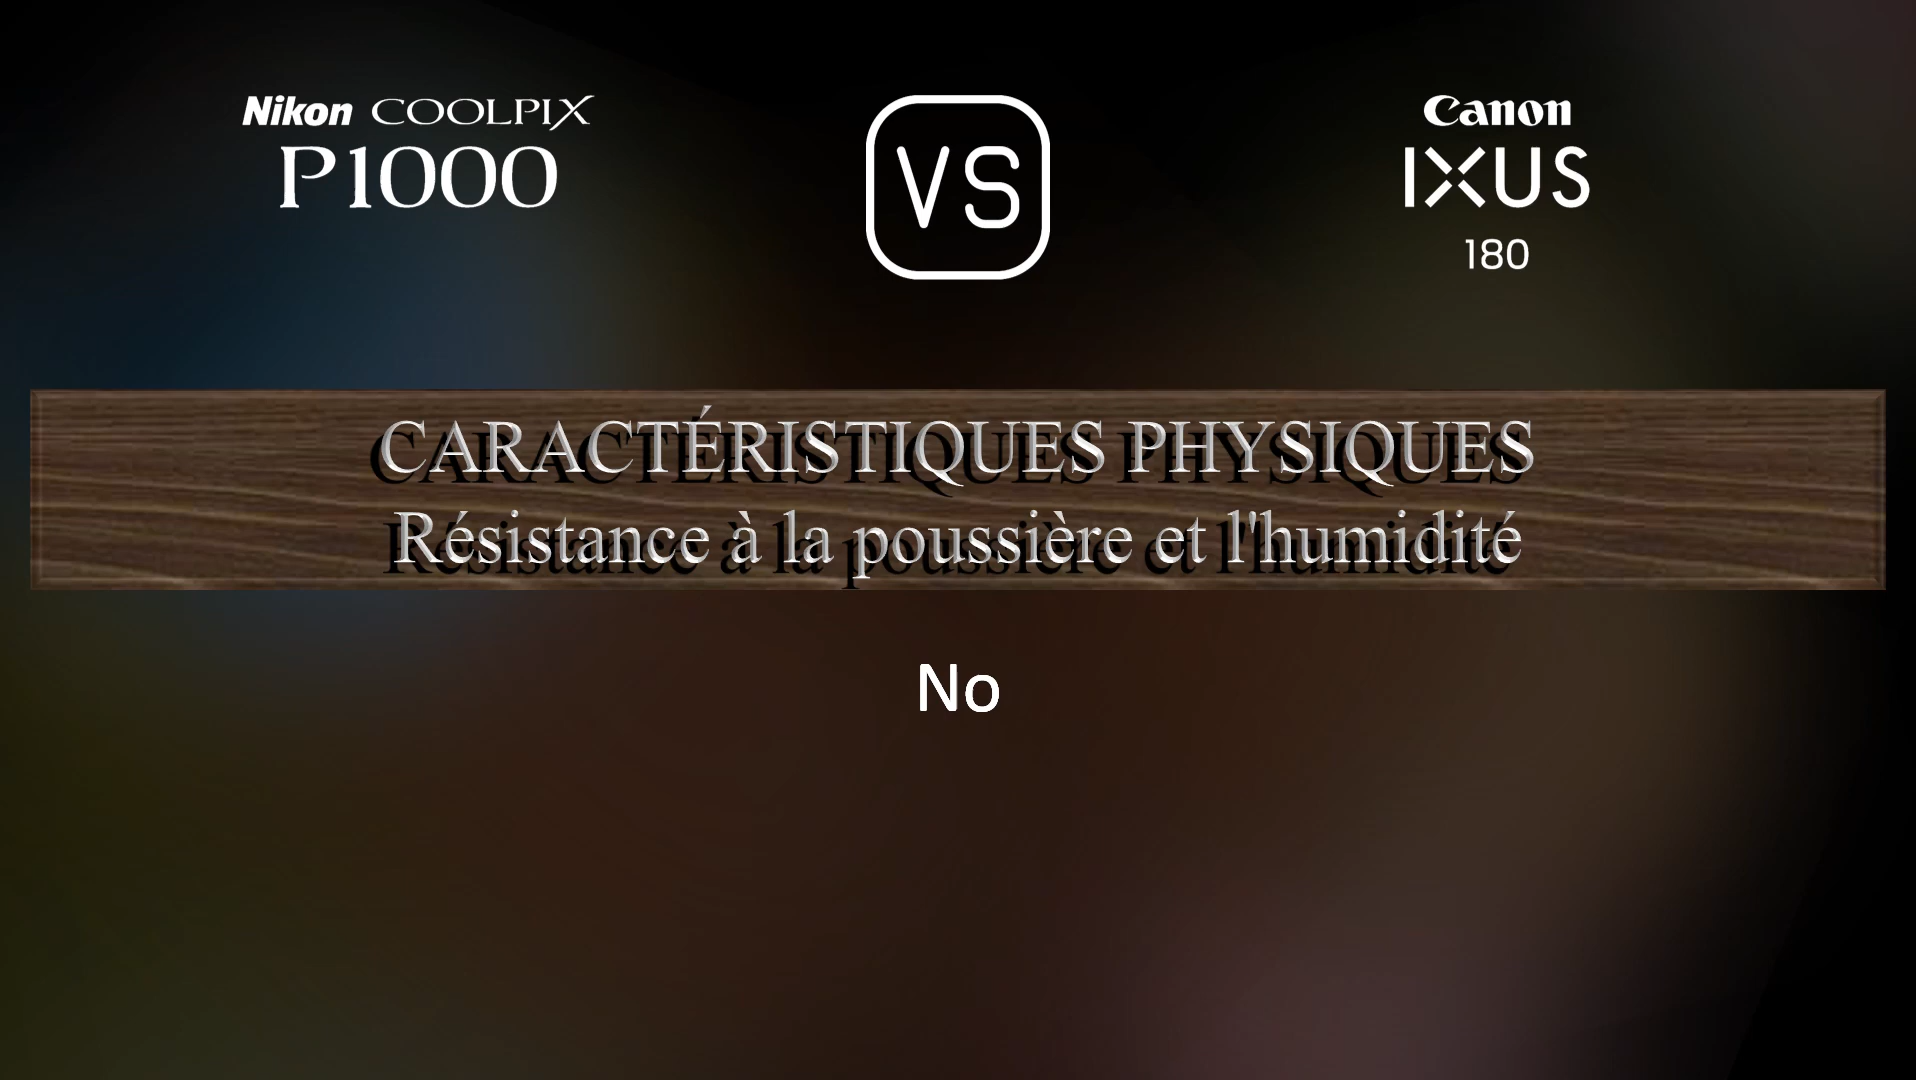 Nikon COOLPIX
P1000
VS
Canon
IXUS
180
CARACTÉRISTIQUES PHYSIQUES
Résistance à la poussière et l'humidité
No